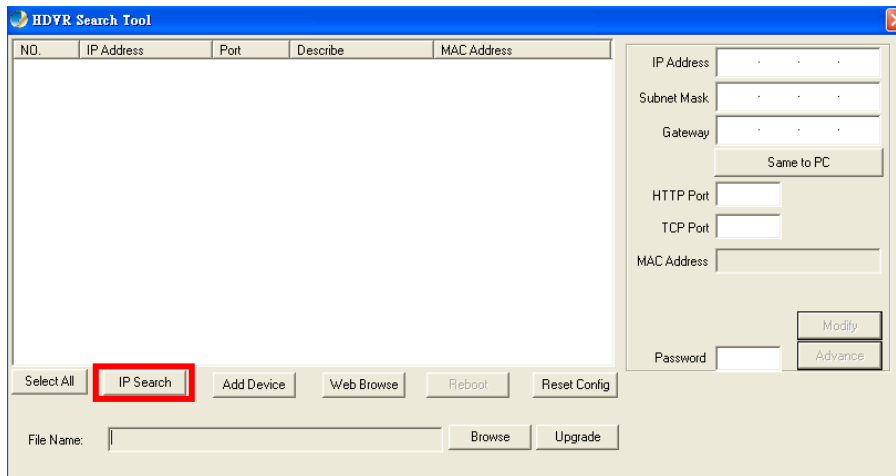 HDVR Search Tool
NO. IP Address Port Describe MAC Address
IP Address . . .
Subnet Mask . . .
Gateway . . .
Same to PC
HTTP Port
TCP Port
MAC Address
Modify
Password Advance
Select All IP Search Add Device Web Browse Reboot Reset Config
File Name: Browse Upgrade